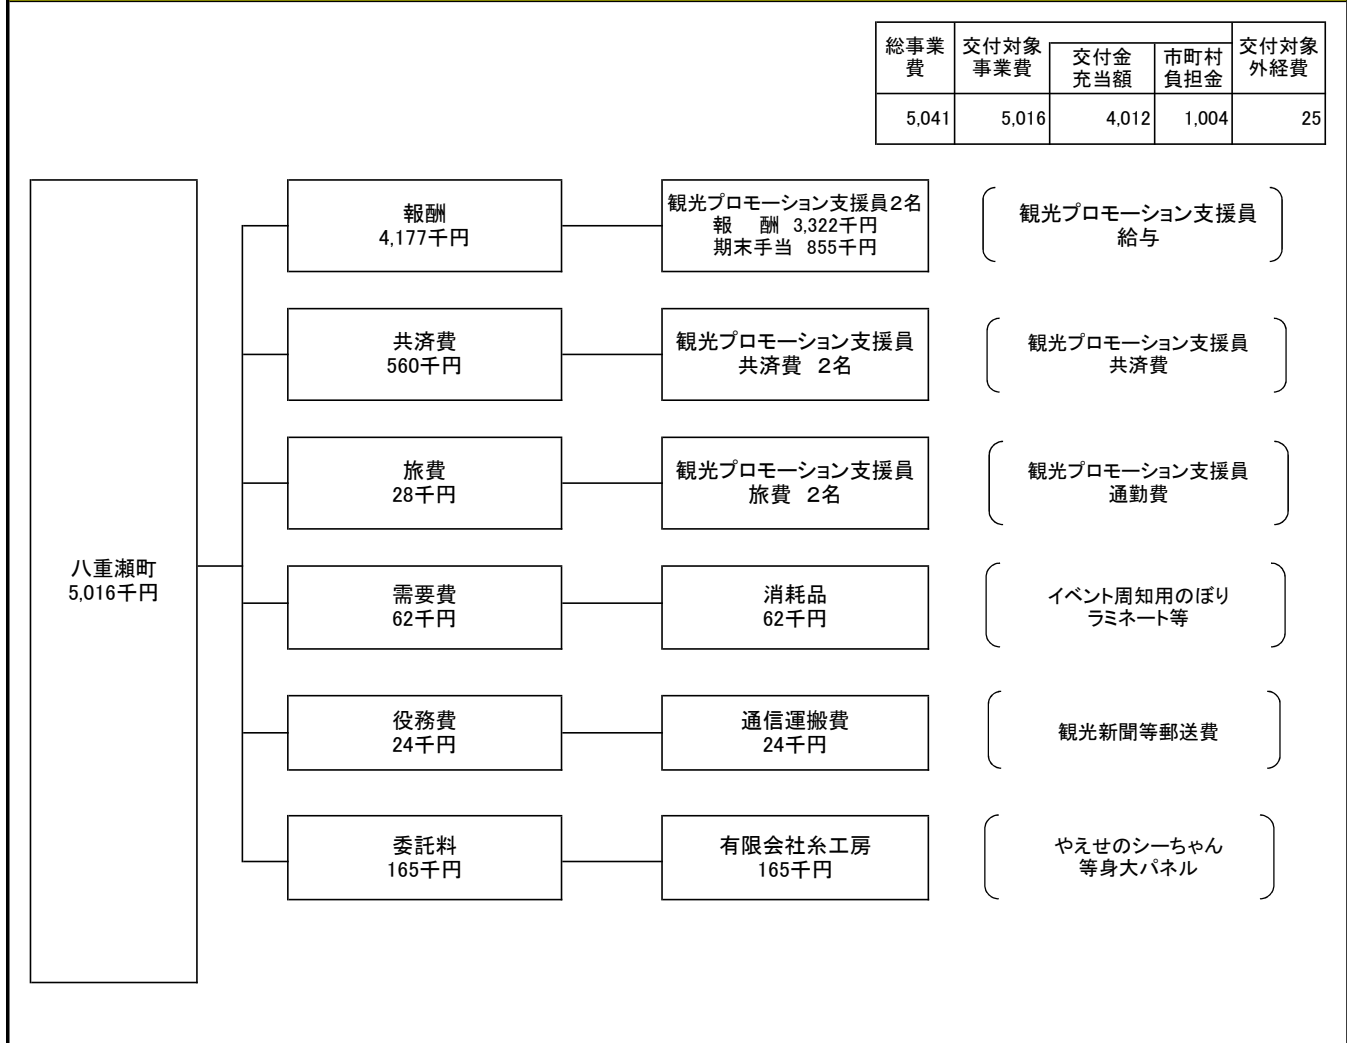 総事業費
交付対象事業費
交付金充当額
市町村負担金
交付対象外経費
5,041
5,016
4,012
1,004
25
八重瀬町
5,016千円
報酬
4,177千円
観光プロモーション支援員2名
報　酬 3,322千円
期末手当 855千円
観光プロモーション支援員
給与
共済費
560千円
観光プロモーション支援員
共済費 2名
観光プロモーション支援員
共済費
旅費
28千円
観光プロモーション支援員
旅費 2名
観光プロモーション支援員
通勤費
需要費
62千円
消耗品
62千円
イベント周知用のぼり
ラミネート等
役務費
24千円
通信運搬費
24千円
観光新聞等郵送費
委託料
165千円
有限会社糸工房
165千円
やえせのシーちゃん
等身大パネル